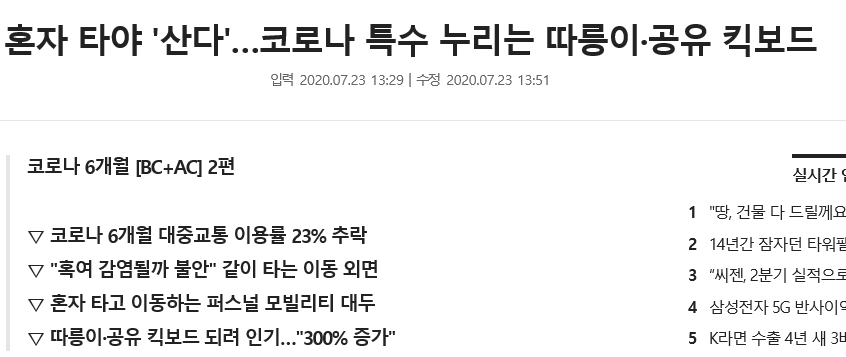 혼자 타야 '산다'…코로나 특수 누리는 따릉이·공유 킥보드
입력 2020.07.23 13:29 | 수정 2020.07.23 13:51
코로나 6개월 [BC+AC] 2편
▽ 코로나 6개월 대중교통 이용률 23% 추락
▽ "혹여 감염될까 불안" 같이 타는 이동 외면
▽ 혼자 타고 이동하는 퍼스널 모빌리티 대두
▽ 따릉이·공유 킥보드 되려 인기…"300% 증가"
실시간
1 "땅, 건물 다 드릴께요
2 14년간 잠자던 타워팰
3 “씨젠, 2분기 실적으로
4 삼성전자 5G 반사이익
5 K라면 수출 4년 새 3배